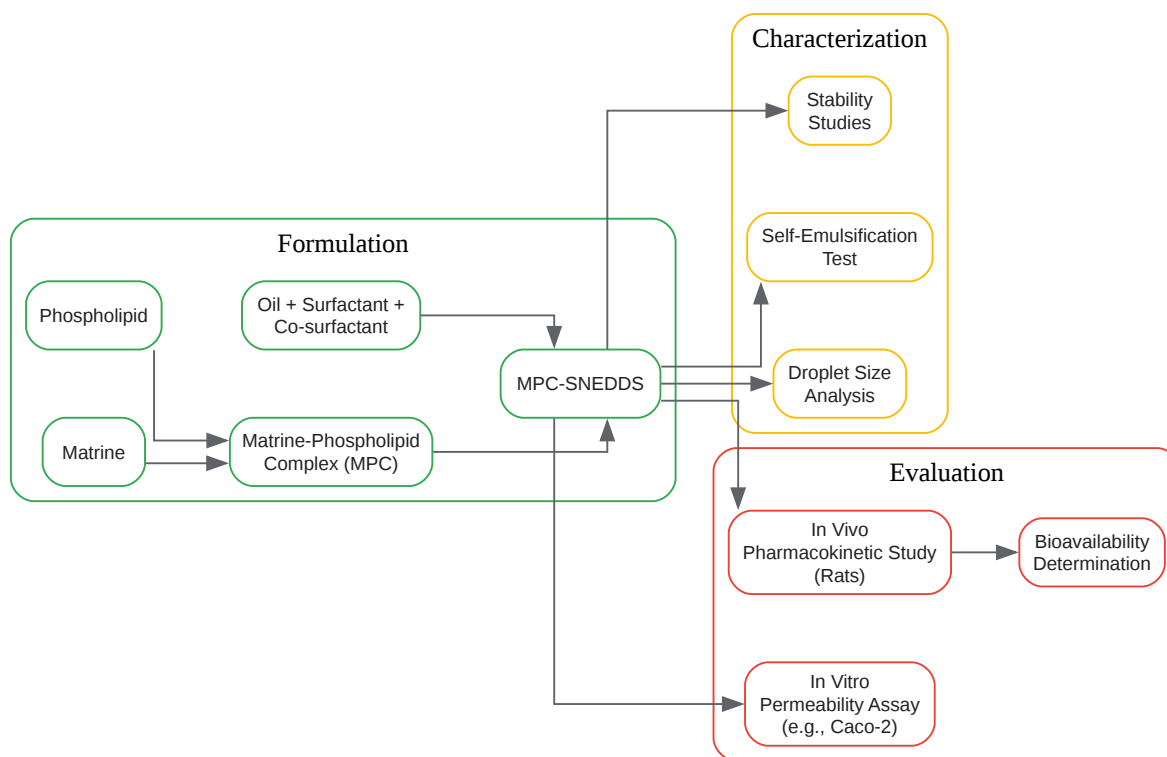 Characterization
Stability
Studies
Self-Emulsification
Test
Droplet Size
Analysis
Formulation
Phospholipid
Oil + Surfactant +
Co-surfactant
MPC-SNEDDS
Matrine
Matrine-Phospholipid
Complex (MPC)
Evaluation
In Vivo
Pharmacokinetic Study
(Rats)
Bioavailability
Determination
In Vitro
Permeability Assay
(e.g., Caco-2)